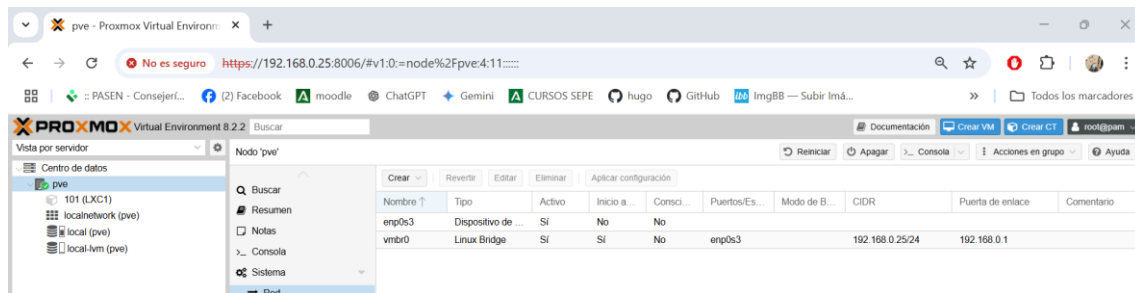 pve - Proxmox Virtual Environm
No es seguro https://192.168.0.25:8006/#v1:0:=node%2Fpve:4:11::::::
:: PASEN - Consejerí... (2) Facebook moodle ChatGPT Gemini CURSOS SEPE hugo GitHub ibb ImgBB — Subir Imá... » Todos los marcadores
PROXMOX Virtual Environment 8.2.2 Buscar Documentación Crear VM Crear CT root@pam
Vista por servidor Nodo 'pve' Reiniciar Apagar >_ Consola Acciones en grupo Ayuda
Centro de datos
pve
101 (LXC1)
localnetwork (pve)
local (pve)
local-lvm (pve)
Buscar
Resumen
Notas
>_ Consola
Sistema
Red
Crear Revertir Editar Eliminar Aplicar configuración
Nombre ↑ Tipo Activo Inicio a... Consci... Puertos/Es... Modo de B... CIDR Puerta de enlace Comentario
enp0s3 Dispositivo de ... Sí No No
vmbr0 Linux Bridge Sí Sí No enp0s3 192.168.0.25/24 192.168.0.1